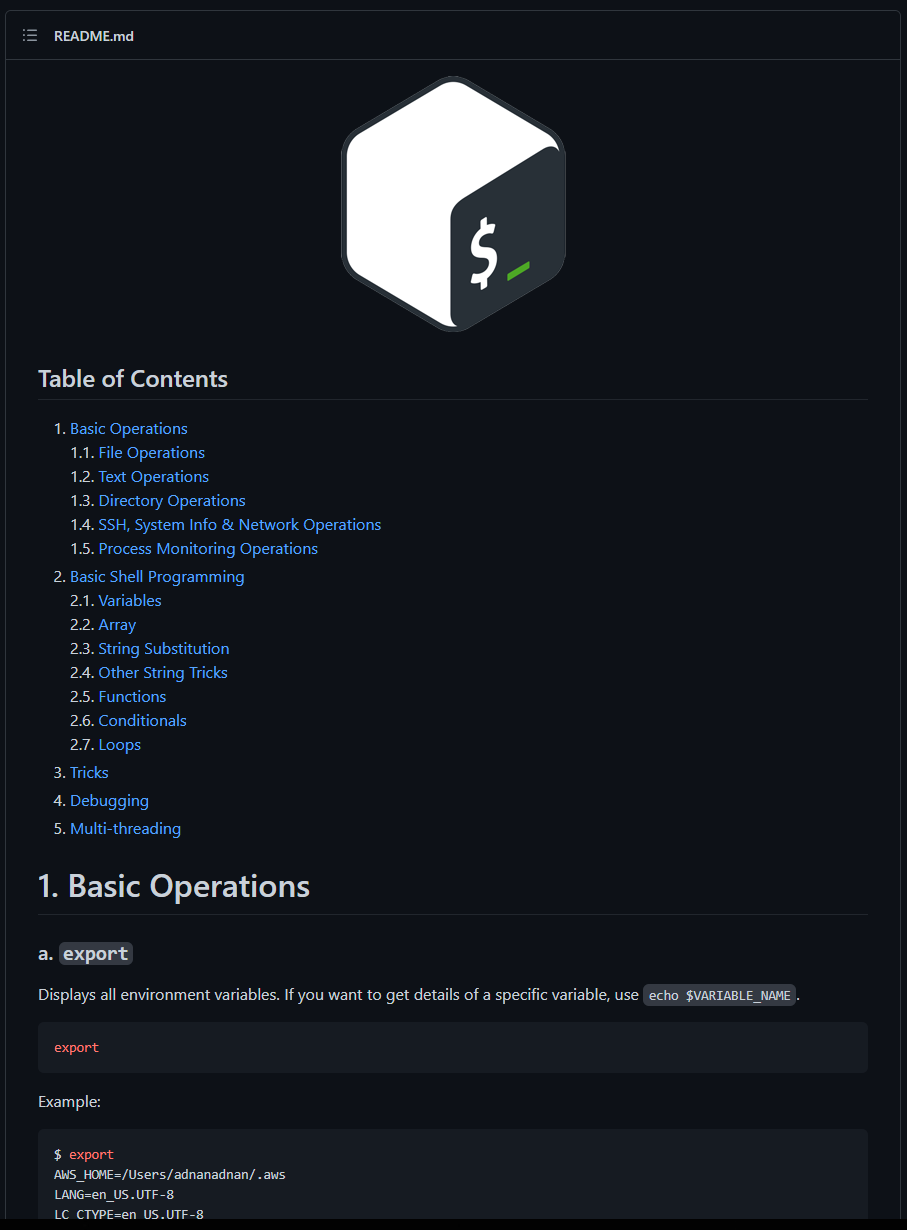 README.md
$_
Table of Contents
1. Basic Operations
1.1. File Operations
1.2. Text Operations
1.3. Directory Operations
1.4. SSH, System Info & Network Operations
1.5. Process Monitoring Operations
2. Basic Shell Programming
2.1. Variables
2.2. Array
2.3. String Substitution
2.4. Other String Tricks
2.5. Functions
2.6. Conditionals
2.7. Loops
3. Tricks
4. Debugging
5. Multi-threading
1. Basic Operations
a. export
Displays all environment variables. If you want to get details of a specific variable, use echo $VARIABLE_NAME.
export
Example:
$ export
AWS_HOME=/Users/adnanadnan/.aws
LANG=en_US.UTF-8
LC_CTYPE=en_US.UTF-8